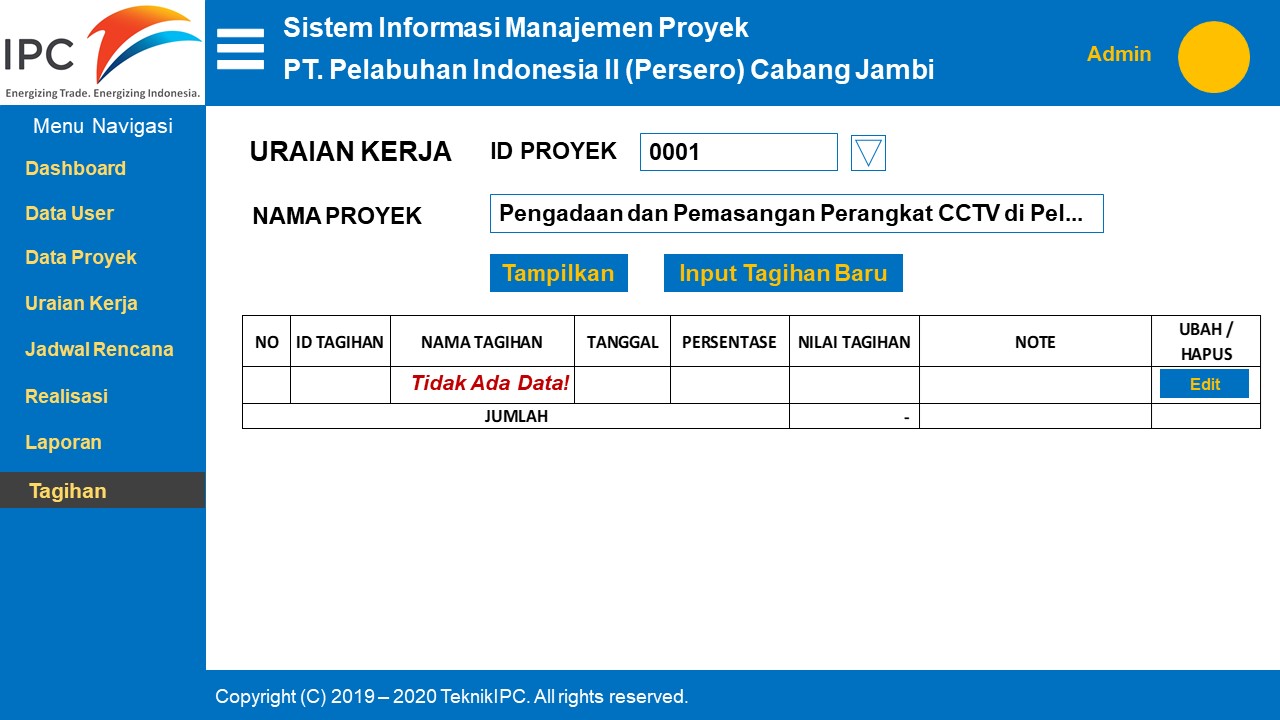 IPC
Energizing Trade. Energizing Indonesia.
Sistem Informasi Manajemen Proyek
PT. Pelabuhan Indonesia II (Persero) Cabang Jambi
Admin
Menu Navigasi
Dashboard
Data User
Data Proyek
Uraian Kerja
Jadwal Rencana
Realisasi
Laporan
Tagihan
URAIAN KERJA ID PROYEK 0001
NAMA PROYEK Pengadaan dan Pemasangan Perangkat CCTV di Pel...
Tampilkan Input Tagihan Baru
NO ID TAGIHAN NAMA TAGIHAN TANGGAL PERSENTASE NILAI TAGIHAN NOTE UBAH / HAPUS
Tidak Ada Data! Edit
JUMLAH -
Copyright (C) 2019 – 2020 TeknikIPC. All rights reserved.